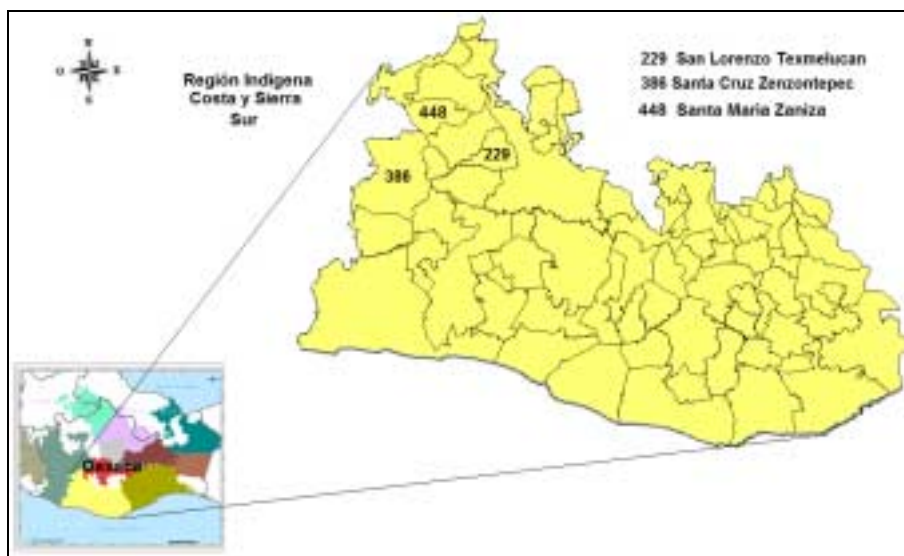 N
O E
S
Región Indígena
Costa y Sierra
Sur
229 San Lorenzo Texmelucan
386 Santa Cruz Zenzontepec
448 Santa Maria Zaniza
448
229
386
Oaxaca